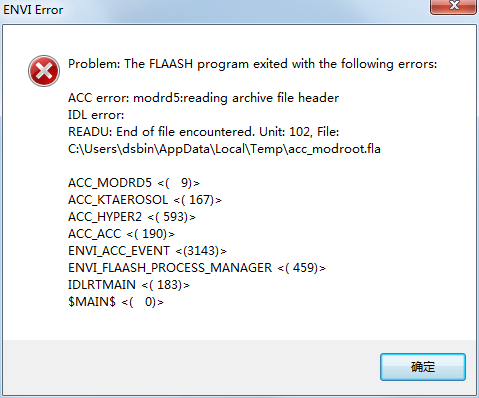 ENVI Error
Problem: The FLAASH program exited with the following errors:
ACC error: modrd5:reading archive file header
IDL error:
READU: End of file encountered. Unit: 102, File:
C:\Users\dsbin\AppData\Local\Temp\acc_modroot.fla
ACC_MODRD5 <(   9)>
ACC_KTAEROSOL <( 167)>
ACC_HYPER2 <( 593)>
ACC_ACC <( 190)>
ENVI_ACC_EVENT <(3143)>
ENVI_FLAASH_PROCESS_MANAGER <( 459)>
IDLRTMAIN <( 183)>
$MAIN$ <(   0)>
确定